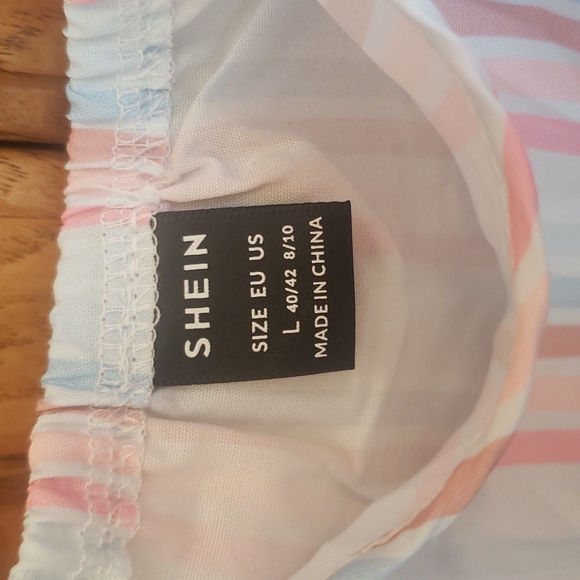 SHEIN
SIZE EU US
L 40/42 8/10
MADE IN CHINA